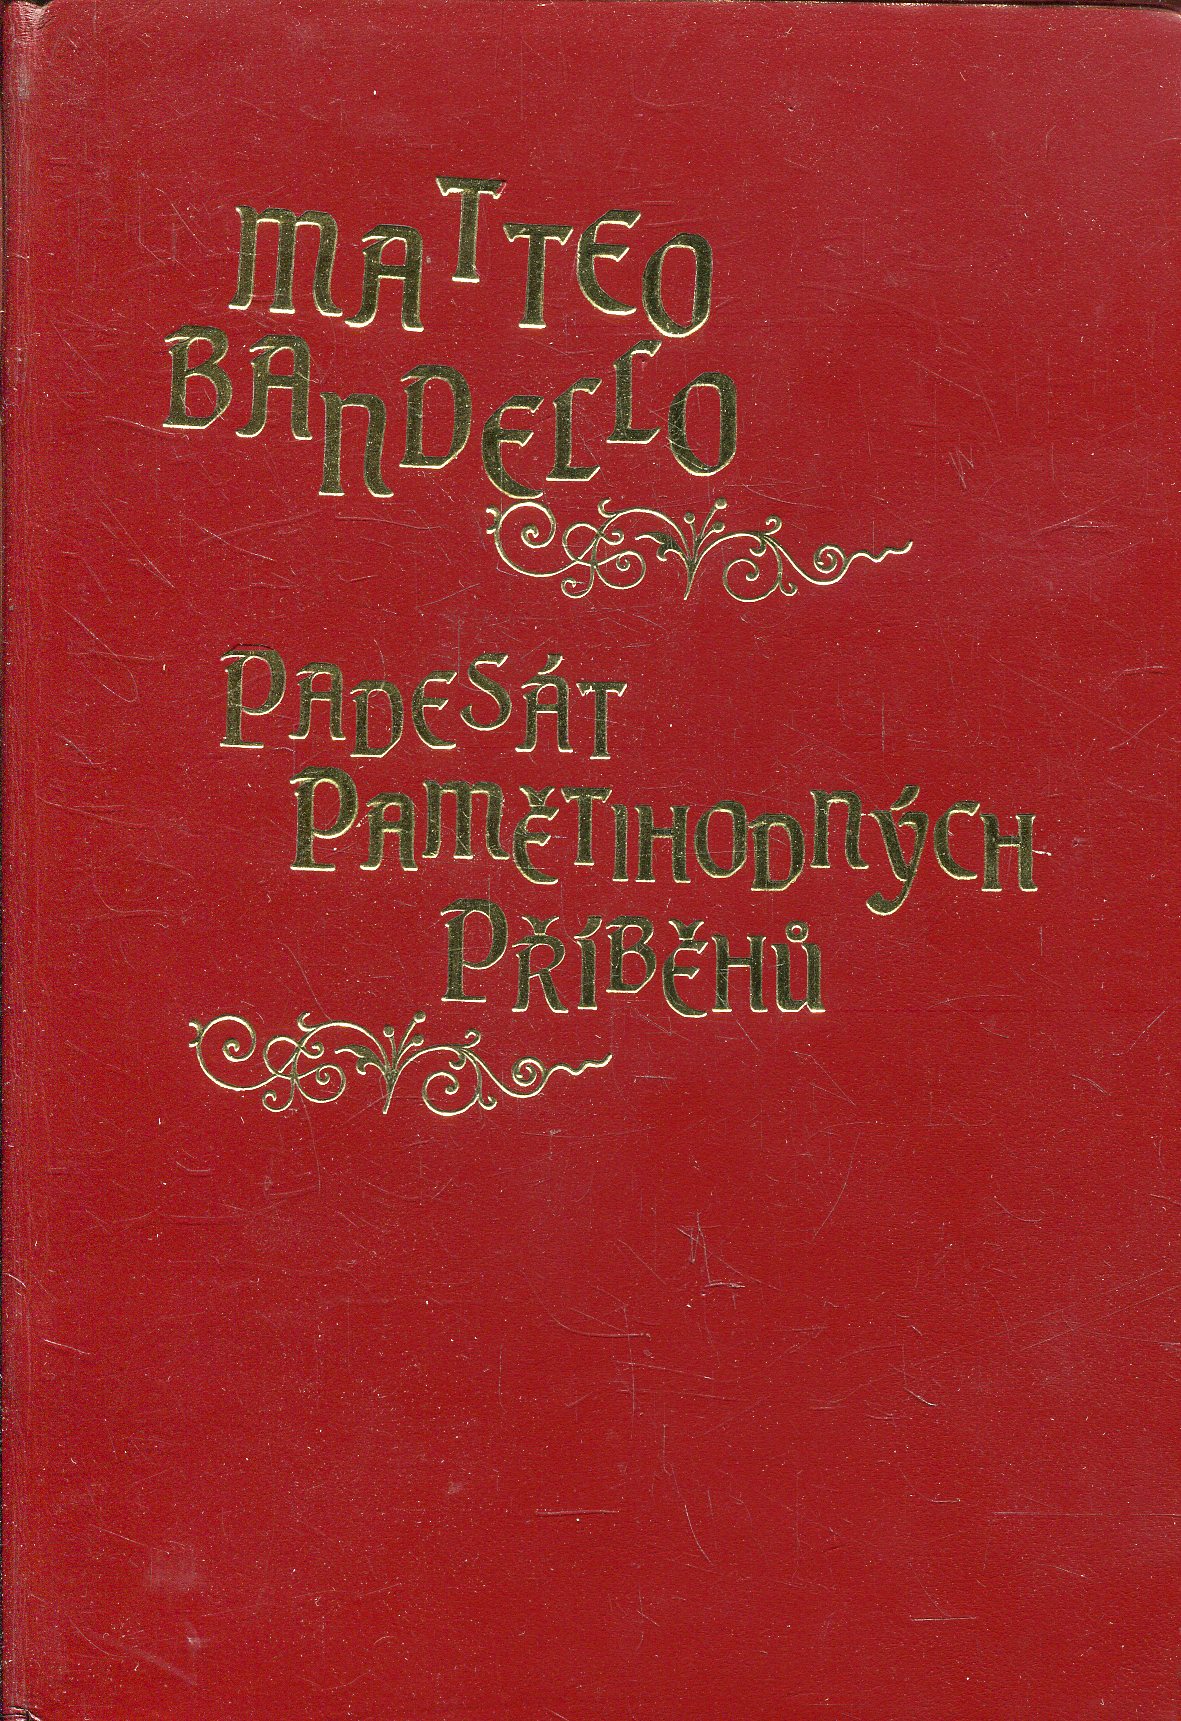 MATTEO
BANDELLO
PADESÁT
PAMĚTIHODNÝCH
PŘÍBĚHŮ